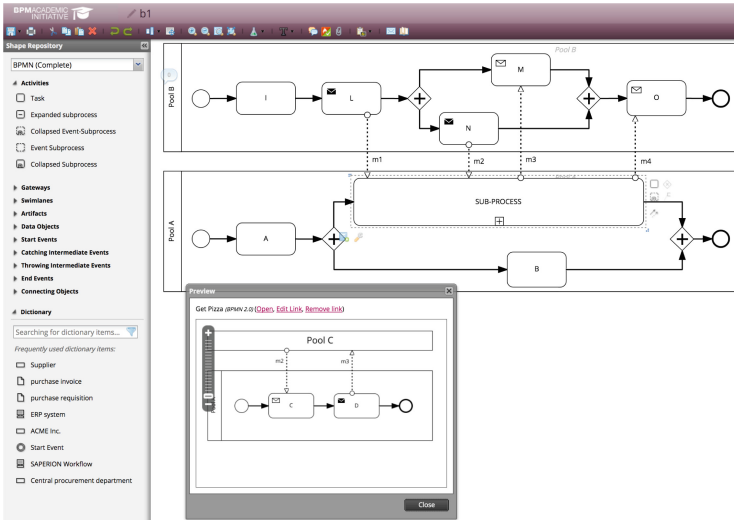 BPMACADEMIC
INITIATIVE
b1
Shape Repository
BPMN (Complete)
Activities
Task
Expanded subprocess
Collapsed Event-Subprocess
Event Subprocess
Collapsed Subprocess
Gateways
Swimlanes
Artifacts
Data Objects
Start Events
Catching Intermediate Events
Throwing Intermediate Events
End Events
Connecting Objects
Dictionary
Searching for dictionary items...
Frequently used dictionary items:
Supplier
purchase invoice
purchase requisition
ERP system
ACME Inc.
Start Event
SAPERION Workflow
Central procurement department
Pool B
Pool B
I
L
M
N
O
m1
m2
m3
m4
Pool A
SUB-PROCESS
A
B
Preview
Get Pizza (BPMN 2.0) (Open, Edit Link, Remove link)
Pool C
m2
m3
C
D
Close